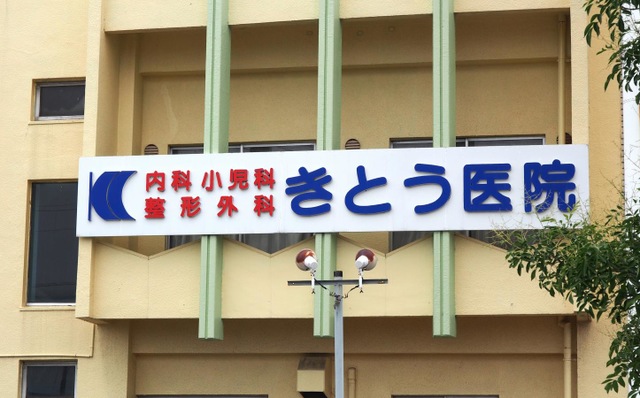 内科 小児科
整形外科
きとう医院